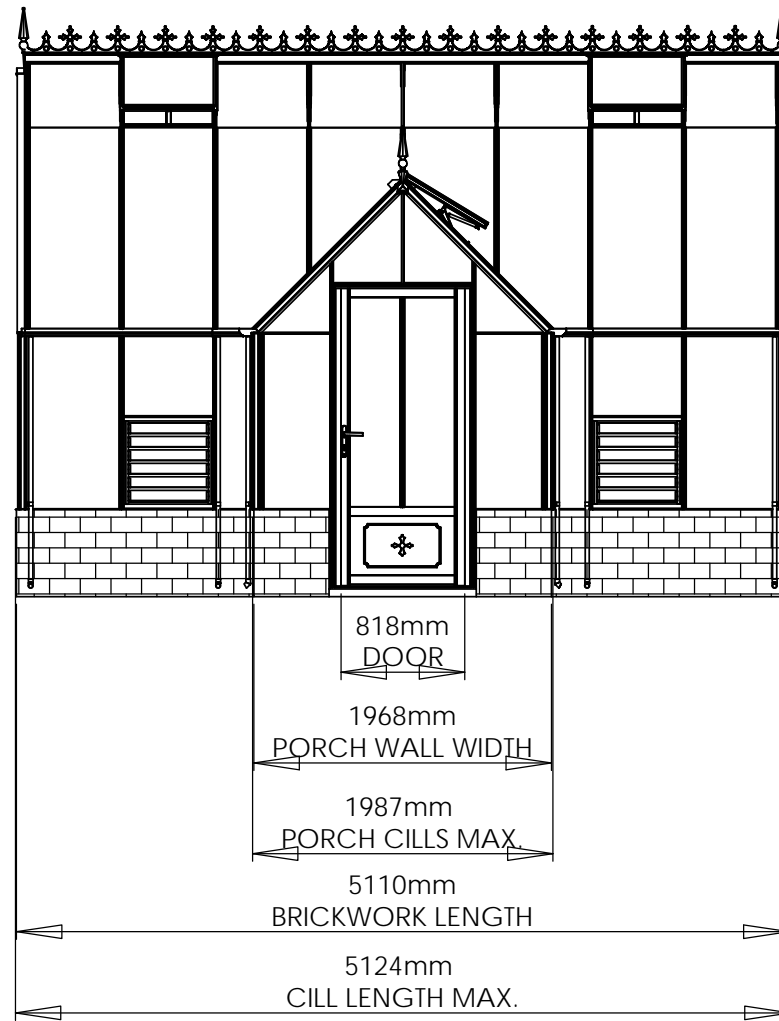 818mm
DOOR
1968mm
PORCH WALL WIDTH
1987mm
PORCH CILLS MAX.
5110mm
BRICKWORK LENGTH
5124mm
CILL LENGTH MAX.